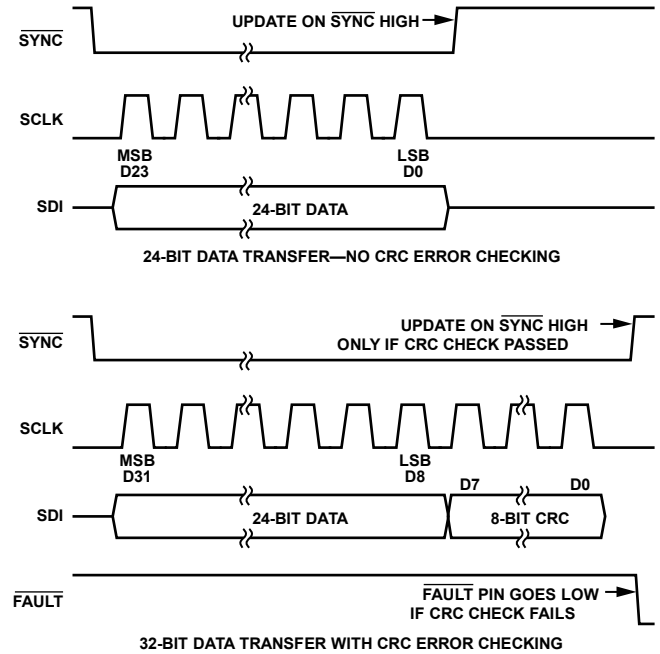 UPDATE ON SYNC HIGH
SYNC
SCLK
MSB
D23
LSB
D0
SDI
24-BIT DATA
24-BIT DATA TRANSFER—NO CRC ERROR CHECKING
UPDATE ON SYNC HIGH
ONLY IF CRC CHECK PASSED
SYNC
SCLK
MSB
D31
LSB
D8
D7
D0
SDI
24-BIT DATA
8-BIT CRC
FAULT
FAULT PIN GOES LOW
IF CRC CHECK FAILS
32-BIT DATA TRANSFER WITH CRC ERROR CHECKING